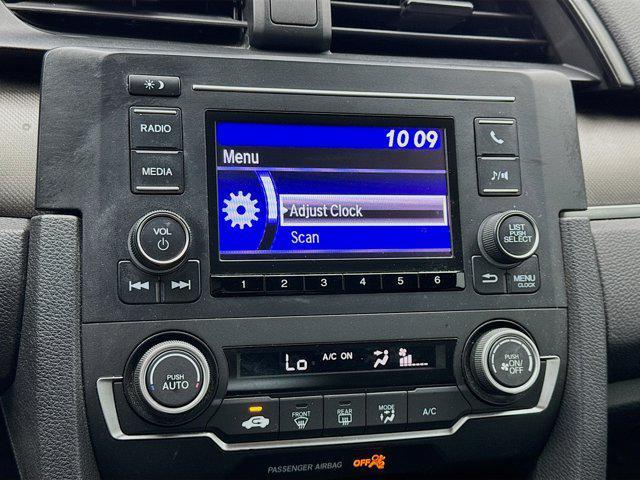 RADIO
MEDIA
VOL
10 09
Menu
Adjust Clock
Scan
LIST
PUSH
SELECT
MENU
CLOCK
1 2 3 4 5 6
PUSH
AUTO
Lo A/C ON
PUSH
ON/
OFF
FRONT
REAR
MODE
A/C
PASSENGER AIRBAG OFF